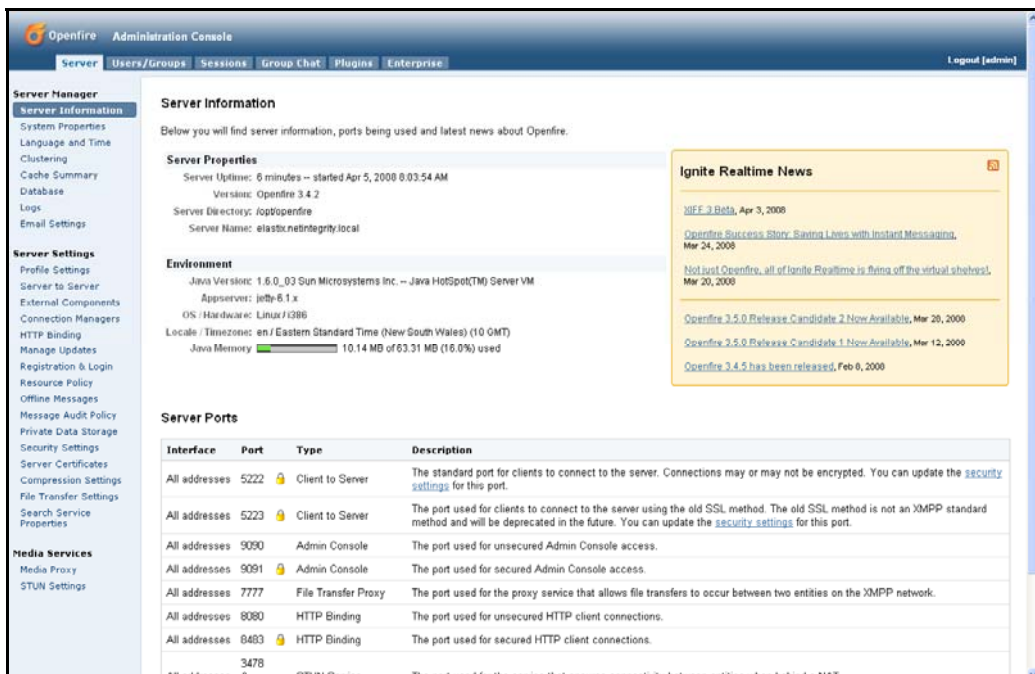 Openfire Administration Console
Server Users/Groups Sessions Group Chat Plugins Enterprise
Logout [admin]
Server Manager
Server Information
System Properties
Language and Time
Clustering
Cache Summary
Database
Logs
Email Settings
Server Settings
Profile Settings
Server to Server
External Components
Connection Managers
HTTP Binding
Manage Updates
Registration & Login
Resource Policy
Offline Messages
Message Audit Policy
Private Data Storage
Security Settings
Server Certificates
Compression Settings
File Transfer Settings
Search Service
Properties
Media Services
Media Proxy
STUN Settings
Server Information
Below you will find server information, ports being used and latest news about Openfire.
Server Properties
Server Uptime: 6 minutes -- started Apr 5, 2008 8:03:54 AM
Version: Openfire 3.4.2
Server Directory: /opt/openfire
Server Name: elastix.netintegrity.local
Environment
Java Version: 1.6.0_03 Sun Microsystems Inc. -- Java HotSpot(TM) Server VM
Appserver: jetty-6.1.x
OS / Hardware: Linux / i386
Locale / Timezone: en / Eastern Standard Time (New South Wales) (10 GMT)
Java Memory 10.14 MB of 63.31 MB (16.0%) used
Ignite Realtime News
XIFF 3 Beta, Apr 3, 2008
Openfire Success Story: Saving Lives with Instant Messaging,
Mar 24, 2008
Not just Openfire, all of Ignite Realtime is flying off the virtual shelves!,
Mar 20, 2008
Openfire 3.5.0 Release Candidate 2 Now Available, Mar 20, 2008
Openfire 3.5.0 Release Candidate 1 Now Available, Mar 12, 2008
Openfire 3.4.5 has been released, Feb 8, 2008
Server Ports
Interface Port Type Description
All addresses 5222 Client to Server The standard port for clients to connect to the server. Connections may or may not be encrypted. You can update the security
settings for this port.
All addresses 5223 Client to Server The port used for clients to connect to the server using the old SSL method. The old SSL method is not an XMPP standard
method and will be deprecated in the future. You can update the security settings for this port.
All addresses 9090 Admin Console The port used for unsecured Admin Console access.
All addresses 9091 Admin Console The port used for secured Admin Console access.
All addresses 7777 File Transfer Proxy The port used for the proxy service that allows file transfers to occur between two entities on the XMPP network.
All addresses 8080 HTTP Binding The port used for unsecured HTTP client connections.
All addresses 8483 HTTP Binding The port used for secured HTTP client connections.
3478